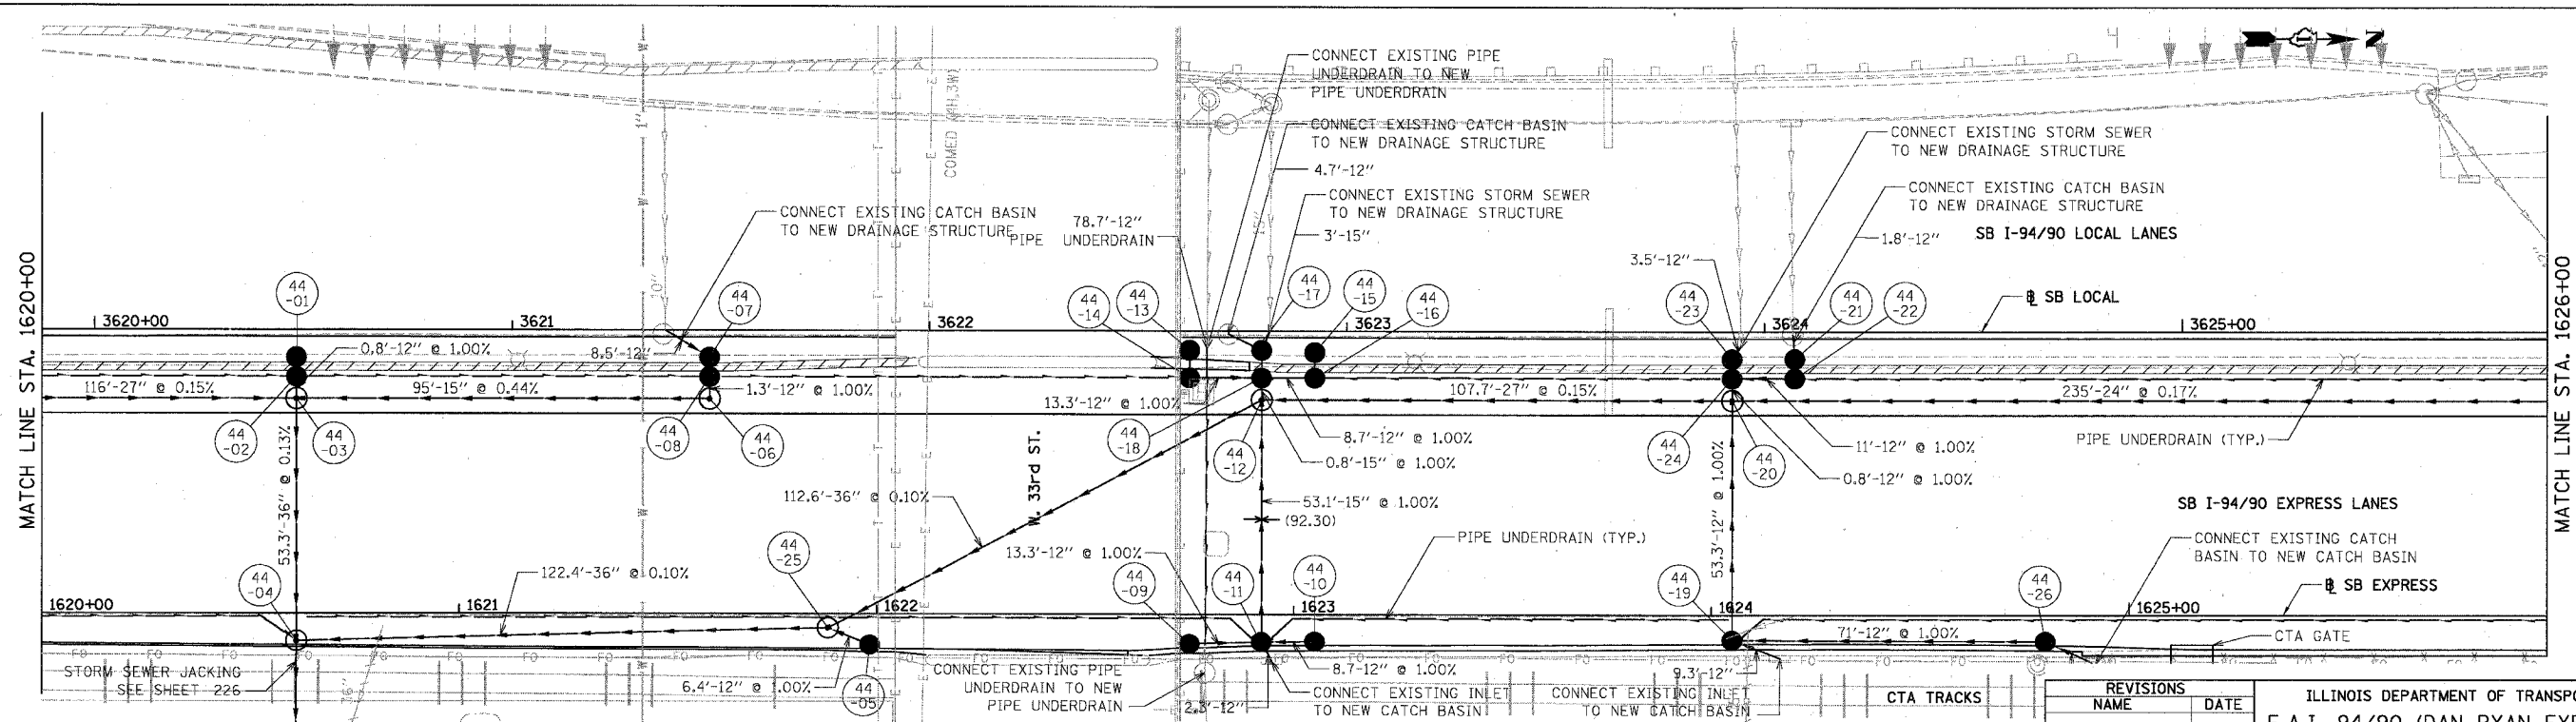 N
CONNECT EXISTING PIPE
UNDERDRAIN TO NEW
PIPE UNDERDRAIN
CONNECT EXISTING CATCH BASIN
TO NEW DRAINAGE STRUCTURE
4.7'-12"
CONNECT EXISTING STORM SEWER
TO NEW DRAINAGE STRUCTURE
3'-15"
CONNECT EXISTING STORM SEWER
TO NEW DRAINAGE STRUCTURE
CONNECT EXISTING CATCH BASIN
TO NEW DRAINAGE STRUCTURE
1.8'-12"
SB I-94/90 LOCAL LANES
3.5'-12"
CONNECT EXISTING CATCH BASIN
TO NEW DRAINAGE STRUCTURE
78.7'-12"
PIPE UNDERDRAIN
10"
15"
MATCH LINE STA. 1620+00
MATCH LINE STA. 1626+00
44
-01
44
-07
44
-14
44
-13
44
-17
44
-15
44
-16
44
-23
44
-21
44
-22
SB LOCAL
3620+00
3621
3622
3623
3624
3625+00
0.8'-12" @ 1.00%
8.5'-12"
116'-27" @ 0.15%
95'-15" @ 0.44%
1.3'-12" @ 1.00%
13.3'-12" @ 1.00%
107.7'-27" @ 0.15%
235'-24" @ 0.17%
44
-02
44
-03
44
-08
44
-06
44
-18
44
-12
44
-24
44
-20
8.7'-12" @ 1.00%
0.8'-15" @ 1.00%
11'-12" @ 1.00%
0.8'-12" @ 1.00%
PIPE UNDERDRAIN (TYP.)
53.3'-36" @ 0.13%
112.6'-36" @ 0.10%
N. 33rd ST.
53.1'-15" @ 1.00%
(92.30)
53.3'-12" @ 1.00%
SB I-94/90 EXPRESS LANES
PIPE UNDERDRAIN (TYP.)
CONNECT EXISTING CATCH
BASIN TO NEW CATCH BASIN
SB EXPRESS
122.4'-36" @ 0.10%
13.3'-12" @ 1.00%
44
-04
44
-25
44
-09
44
-11
44
-10
44
-19
44
-26
1620+00
1621
1622
1623
1624
1625+00
71'-12" @ 1.00%
CTA GATE
STORM SEWER JACKING
SEE SHEET 226
36"
6.4'-12" @ 1.00%
44
-05
CONNECT EXISTING PIPE
UNDERDRAIN TO NEW
PIPE UNDERDRAIN
8.7-12" @ 1.00%
2.3'-12"
CONNECT EXISTING INLET
TO NEW CATCH BASIN
9.3'-12"
CONNECT EXISTING INLET
TO NEW CATCH BASIN
CTA TRACKS
REVISIONS
NAME DATE
ILLINOIS DEPARTMENT OF TRANSPO